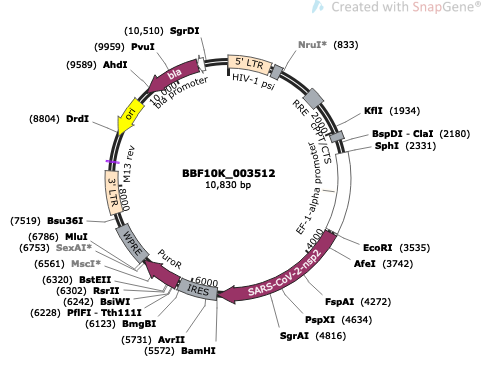 Created with SnapGene®
(10,510) SgrDI
(9959) PvuI
(9589) AhdI
(8804) DrdI
(7519) Bsu36I
(6786) MluI
(6753) SexAI*
(6561) MscI*
(6320) BstEII
(6302) RsrII
(6242) BsiWI
(6228) PflFI - Tth111I
(6123) BmgBI
(5731) AvrII
(5572) BamHI
NruI* (833)
KflI (1934)
BspDI - ClaI (2180)
SphI (2331)
EcoRI (3535)
AfeI (3742)
FspAI (4272)
PspXI (4634)
SgrAI (4816)
5' LTR
HIV-1 psi
RRE
2000
cPPT/CTS
EF-1-alpha promoter
4000
SARS-CoV-2-nsp2
6000
IRES
PuroR
WPRE
8000
3' LTR
M13 rev
ori
10,000
bla
bla promoter
BBF10K_003512
10,830 bp